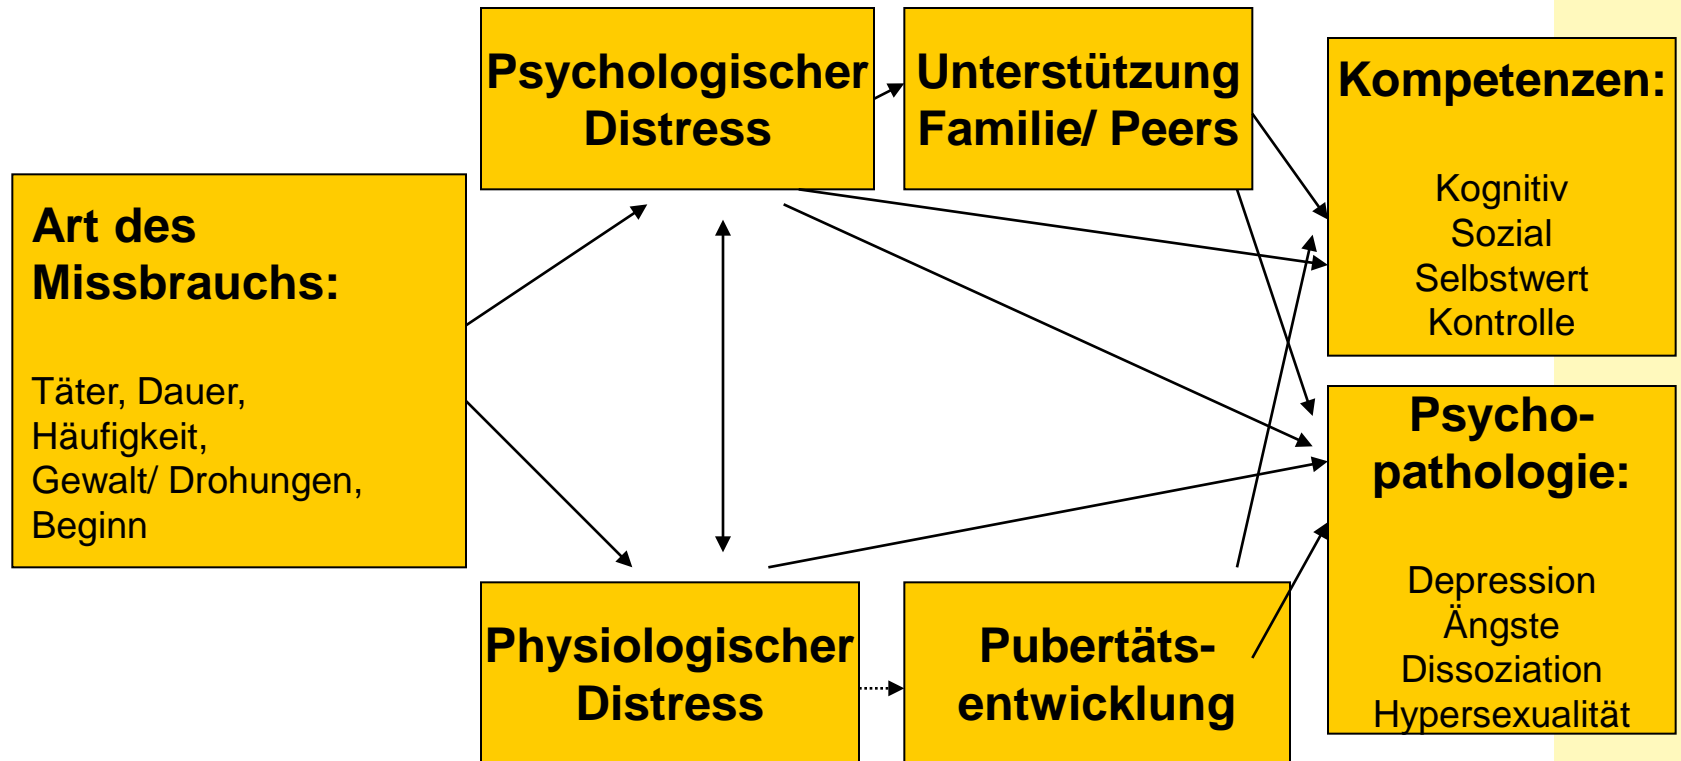 Art des
Missbrauchs:
Täter, Dauer,
Häufigkeit,
Gewalt/ Drohungen,
Beginn
Psychologischer
Distress
Unterstützung
Familie/ Peers
Kompetenzen:
Kognitiv
Sozial
Selbstwert
Kontrolle
Physiologischer
Distress
Pubertäts-
entwicklung
Psycho-
pathologie:
Depression
Ängste
Dissoziation
Hypersexualität